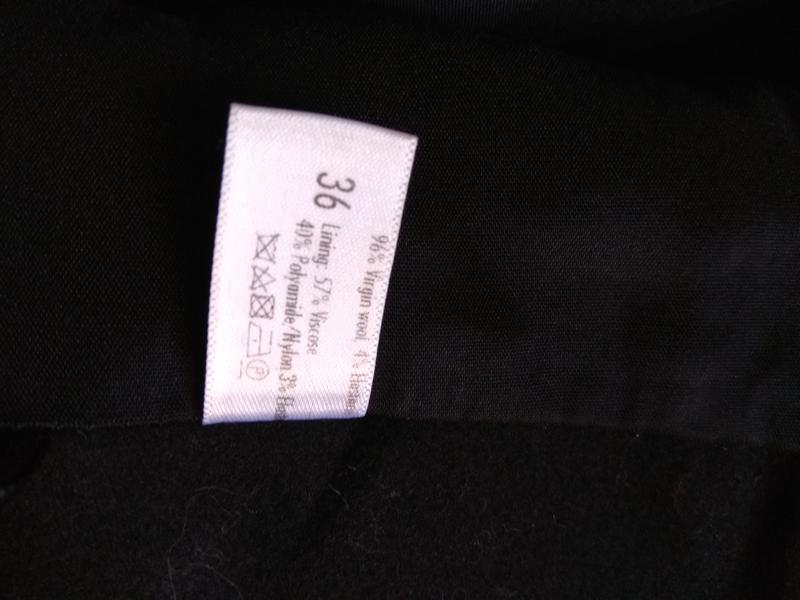 96% Virgin wool 4%
36 Lining: 57% Viscose
40% Polyamide/Nylon 3%
P